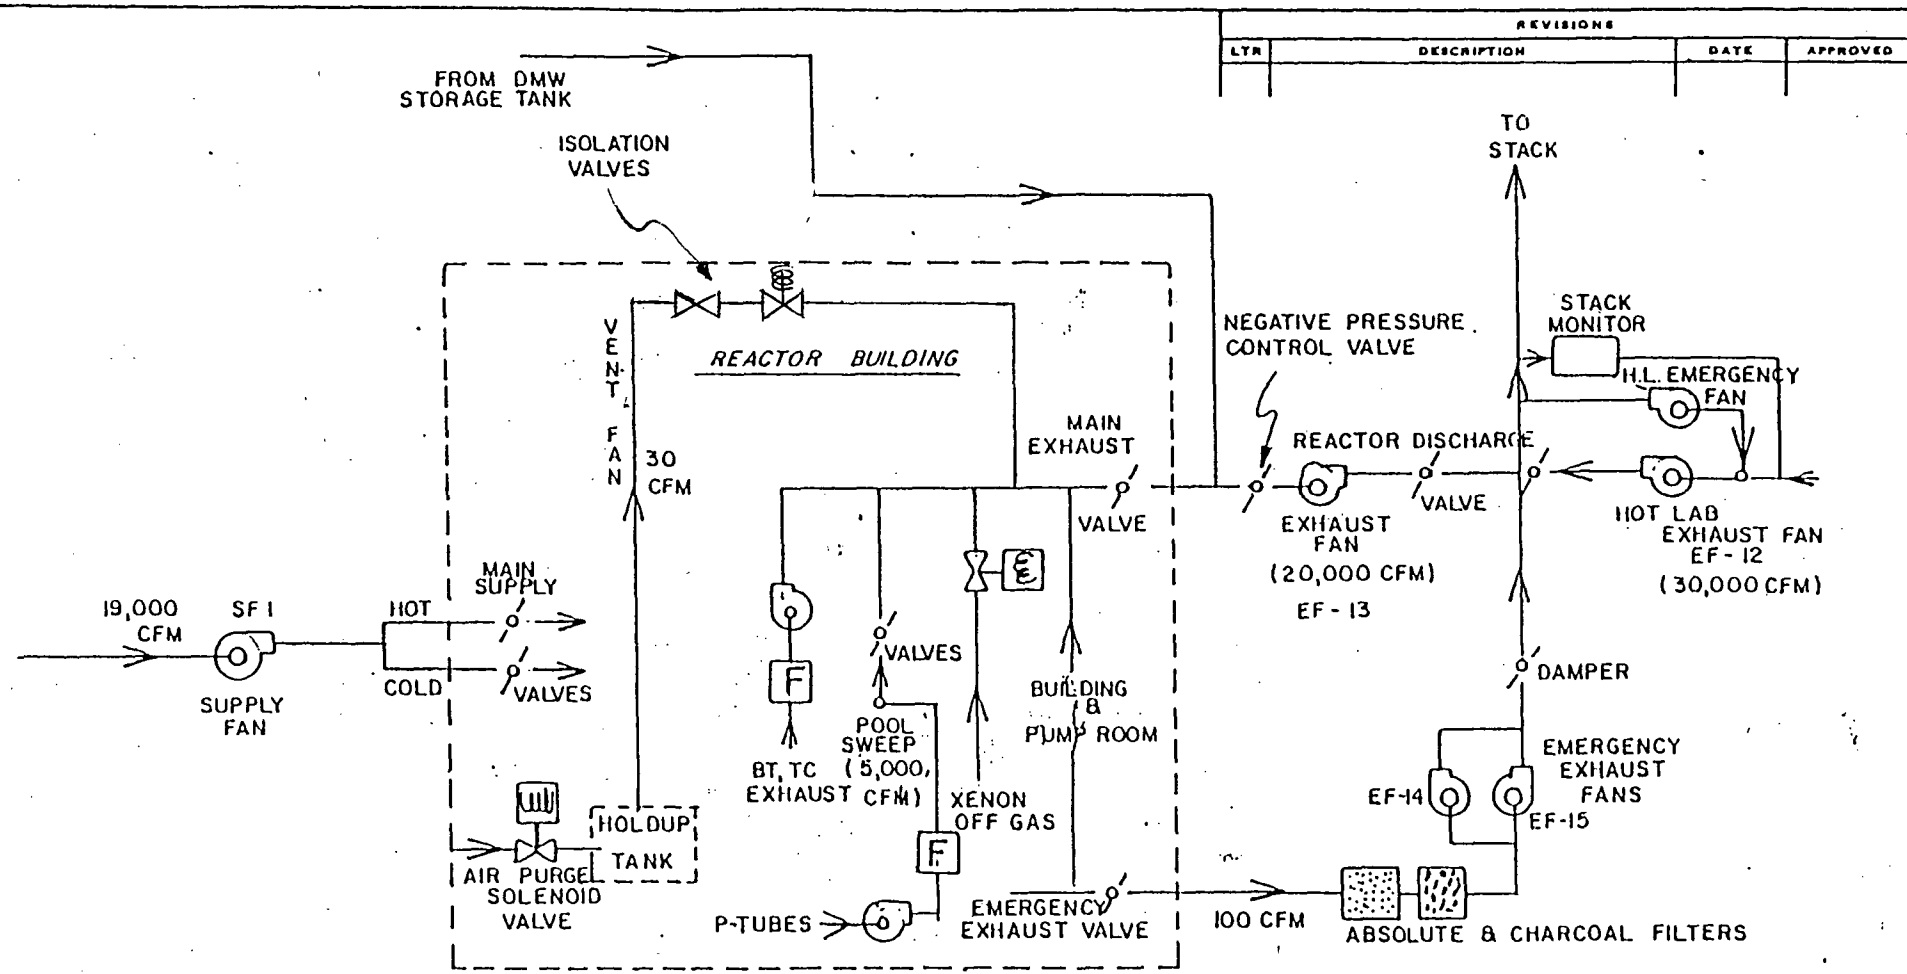 REVISIONS
LTR DESCRIPTION DATE APPROVED
FROM DMW
STORAGE TANK
ISOLATION
VALVES
TO
STACK
STACK
MONITOR
H.L. EMERGENCY
FAN
NEGATIVE PRESSURE
CONTROL VALVE
VENT FAN
30
CFM
REACTOR BUILDING
MAIN
EXHAUST
VALVE
REACTOR DISCHARGE
VALVE
EXHAUST
FAN
(20,000 CFM)
EF-13
HOT LAB
EXHAUST FAN
EF-12
(30,000 CFM)
19,000
CFM
SF 1
SUPPLY
FAN
HOT
COLD
MAIN
SUPPLY
VALVES
F
BT, TC
EXHAUST
VALVES
POOL
SWEEP
(5,000
CFM)
XENON
OFF GAS
BUILDING
&
PUMP ROOM
DAMPER
EMERGENCY
EXHAUST
FANS
EF-14
EF-15
HOLDUP
TANK
AIR PURGE
SOLENOID
VALVE
F
P-TUBES
EMERGENCY
EXHAUST VALVE
100 CFM
ABSOLUTE & CHARCOAL FILTERS